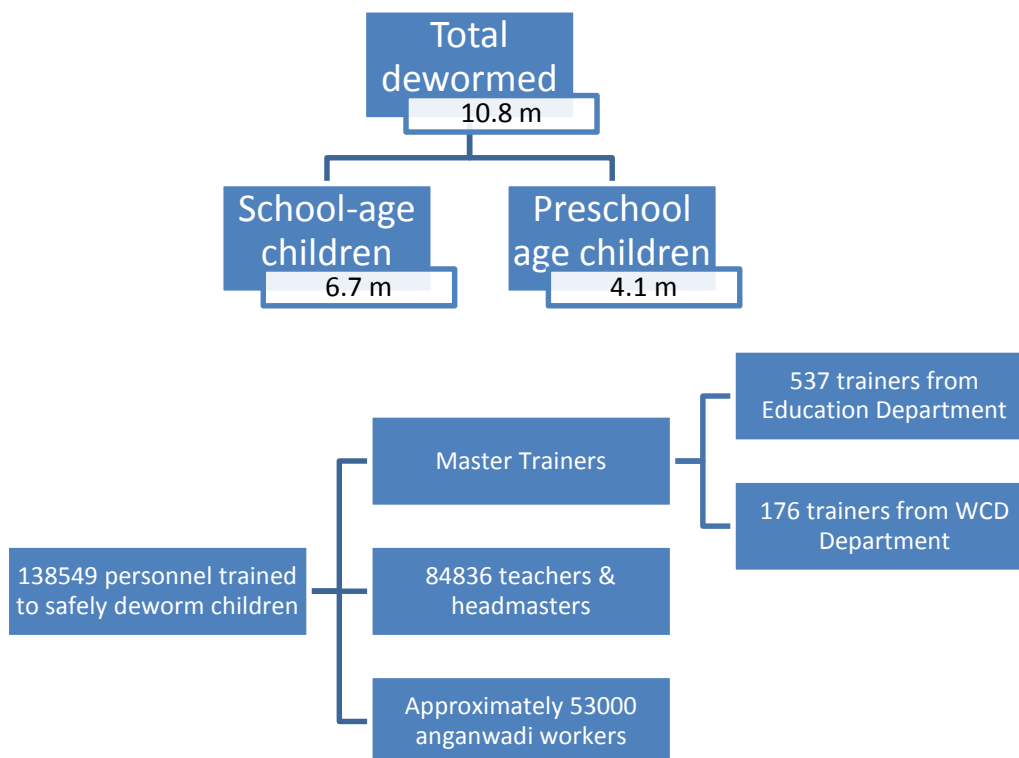 Total
dewormed
10.8 m
School-age
children
6.7 m
Preschool
age children
4.1 m
537 trainers from
Education Department
Master Trainers
176 trainers from WCD
Department
138549 personnel trained
to safely deworm children
84836 teachers &
headmasters
Approximately 53000
anganwadi workers